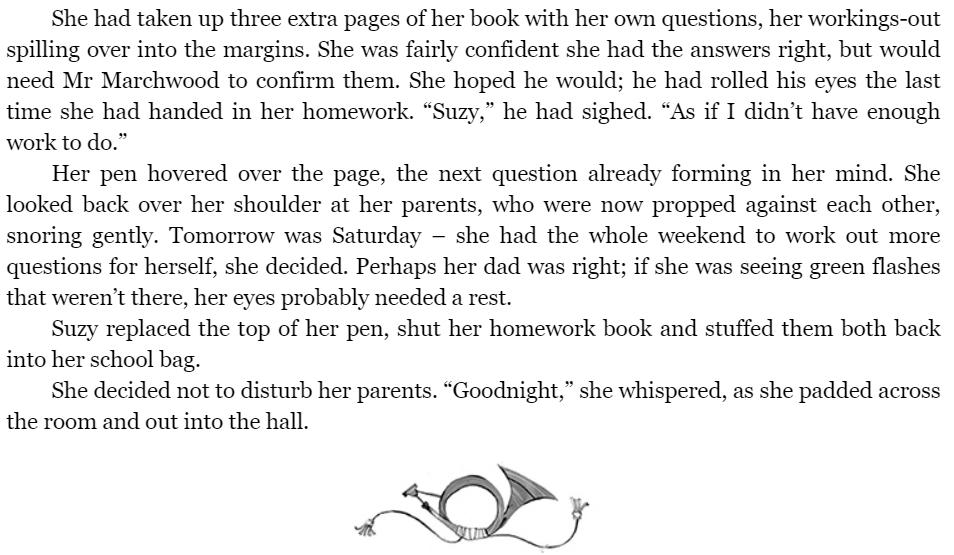 She had taken up three extra pages of her book with her own questions, her workings-out
spilling over into the margins. She was fairly confident she had the answers right, but would
need Mr Marchwood to confirm them. She hoped he would; he had rolled his eyes the last
time she had handed in her homework. “Suzy,” he had sighed. “As if I didn’t have enough
work to do.”
Her pen hovered over the page, the next question already forming in her mind. She
looked back over her shoulder at her parents, who were now propped against each other,
snoring gently. Tomorrow was Saturday – she had the whole weekend to work out more
questions for herself, she decided. Perhaps her dad was right; if she was seeing green flashes
that weren’t there, her eyes probably needed a rest.
Suzy replaced the top of her pen, shut her homework book and stuffed them both back
into her school bag.
She decided not to disturb her parents. “Goodnight,” she whispered, as she padded across
the room and out into the hall.